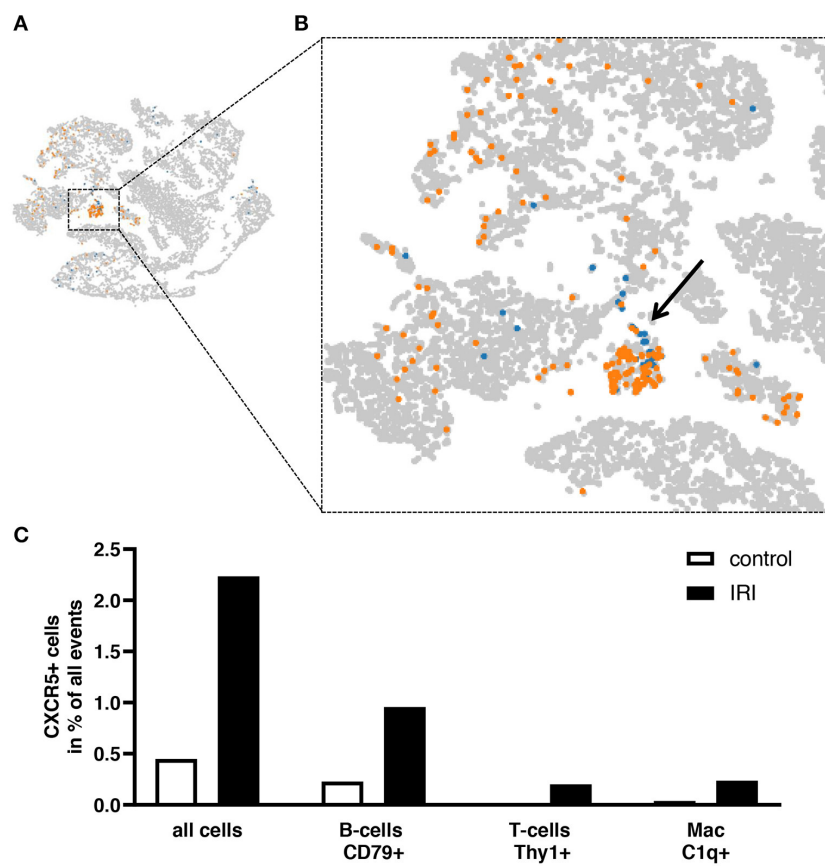 A
B
C
CXCR5+ cells
in % of all events
2.5
2.0
1.5
1.0
0.5
0.0
control
IRI
all cells
B-cells
CD79+
T-cells
Thy1+
Mac
C1q+